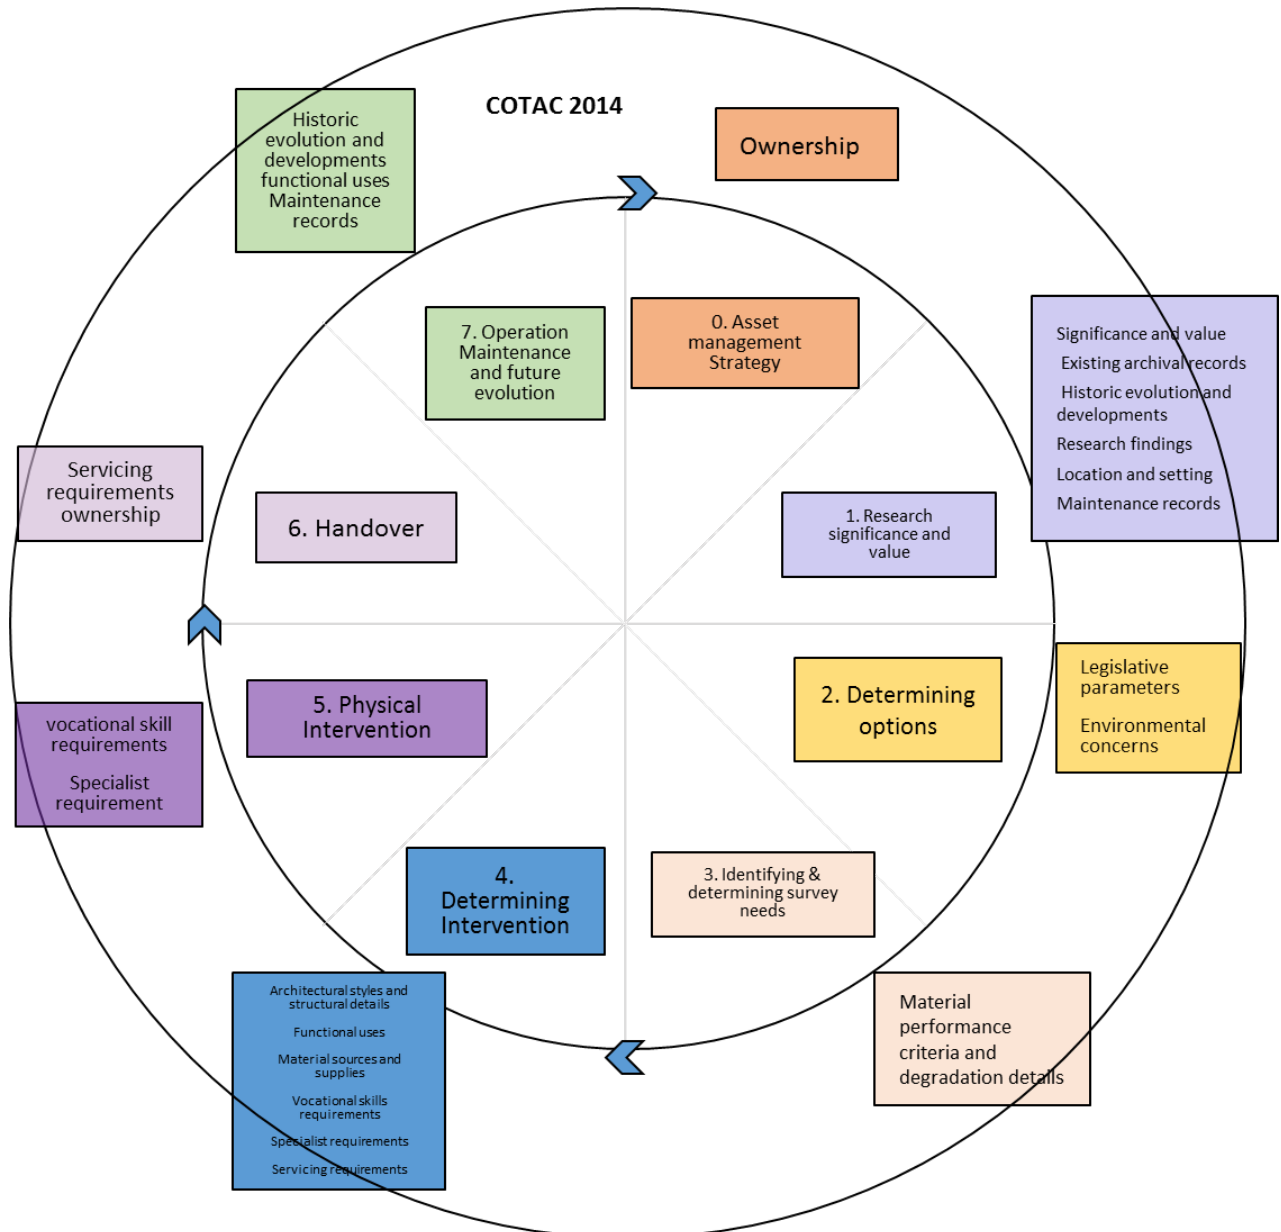 COTAC 2014
Historic
evolution and
developments
functional uses
Maintenance
records
Ownership
7. Operation
Maintenance
and future
evolution
0. Asset
management
Strategy
Significance and value
Existing archival records
Historic evolution and
developments
Research findings
Location and setting
Maintenance records
Servicing
requirements
ownership
6. Handover
1. Research
significance and
value
vocational skill
requirements
Specialist
requirement
5. Physical
Intervention
2. Determining
options
Legislative
parameters
Environmental
concerns
4.
Determining
Intervention
3. Identifying &
determining survey
needs
Architectural styles and
structural details
Functional uses
Material sources and
supplies
Vocational skills
requirements
Specialist requirements
Servicing requirements
Material
performance
criteria and
degradation details